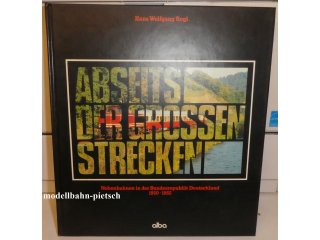 Hans Wolfgang Rogl
ABSEITS
DER GROSSEN
STRECKEN
Nebenbahnen in der Bundesrepublik Deutschland
modellbahn-pietsch
alba